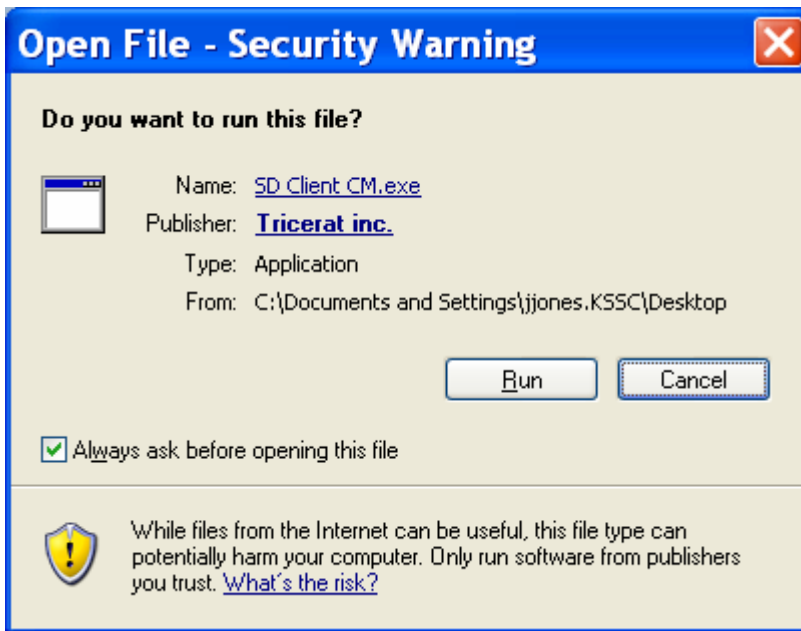 Open File - Security Warning
Do you want to run this file?
Name: SD Client CM.exe
Publisher: Tricerat inc.
Type: Application
From: C:\Documents and Settings\jjones.KSSC\Desktop
Run Cancel
Always ask before opening this file
While files from the Internet can be useful, this file type can
potentially harm your computer. Only run software from publishers
you trust. What's the risk?